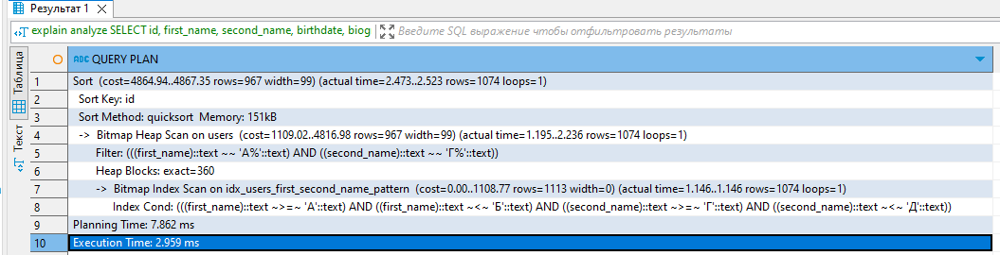 Результат 1
explain analyze SELECT id, first_name, second_name, birthdate, biog
Введите SQL выражение чтобы отфильтровать результаты
Таблица
Текст
ABC QUERY PLAN
1 Sort (cost=4864.94..4867.35 rows=967 width=99) (actual time=2.473..2.523 rows=1074 loops=1)
2 Sort Key: id
3 Sort Method: quicksort Memory: 151kB
4 -> Bitmap Heap Scan on users (cost=1109.02..4816.98 rows=967 width=99) (actual time=1.195..2.236 rows=1074 loops=1)
5 Filter: (((first_name)::text ~~ 'А%'::text) AND ((second_name)::text ~~ 'Г%'::text))
6 Heap Blocks: exact=360
7 -> Bitmap Index Scan on idx_users_first_second_name_pattern (cost=0.00..1108.77 rows=1113 width=0) (actual time=1.146..1.146 rows=1074 loops=1)
8 Index Cond: (((first_name)::text ~>=~ 'А'::text) AND ((first_name)::text ~<~ 'Б'::text) AND ((second_name)::text ~>=~ 'Г'::text) AND ((second_name)::text ~<~ 'Д'::text))
9 Planning Time: 7.862 ms
10 Execution Time: 2.959 ms